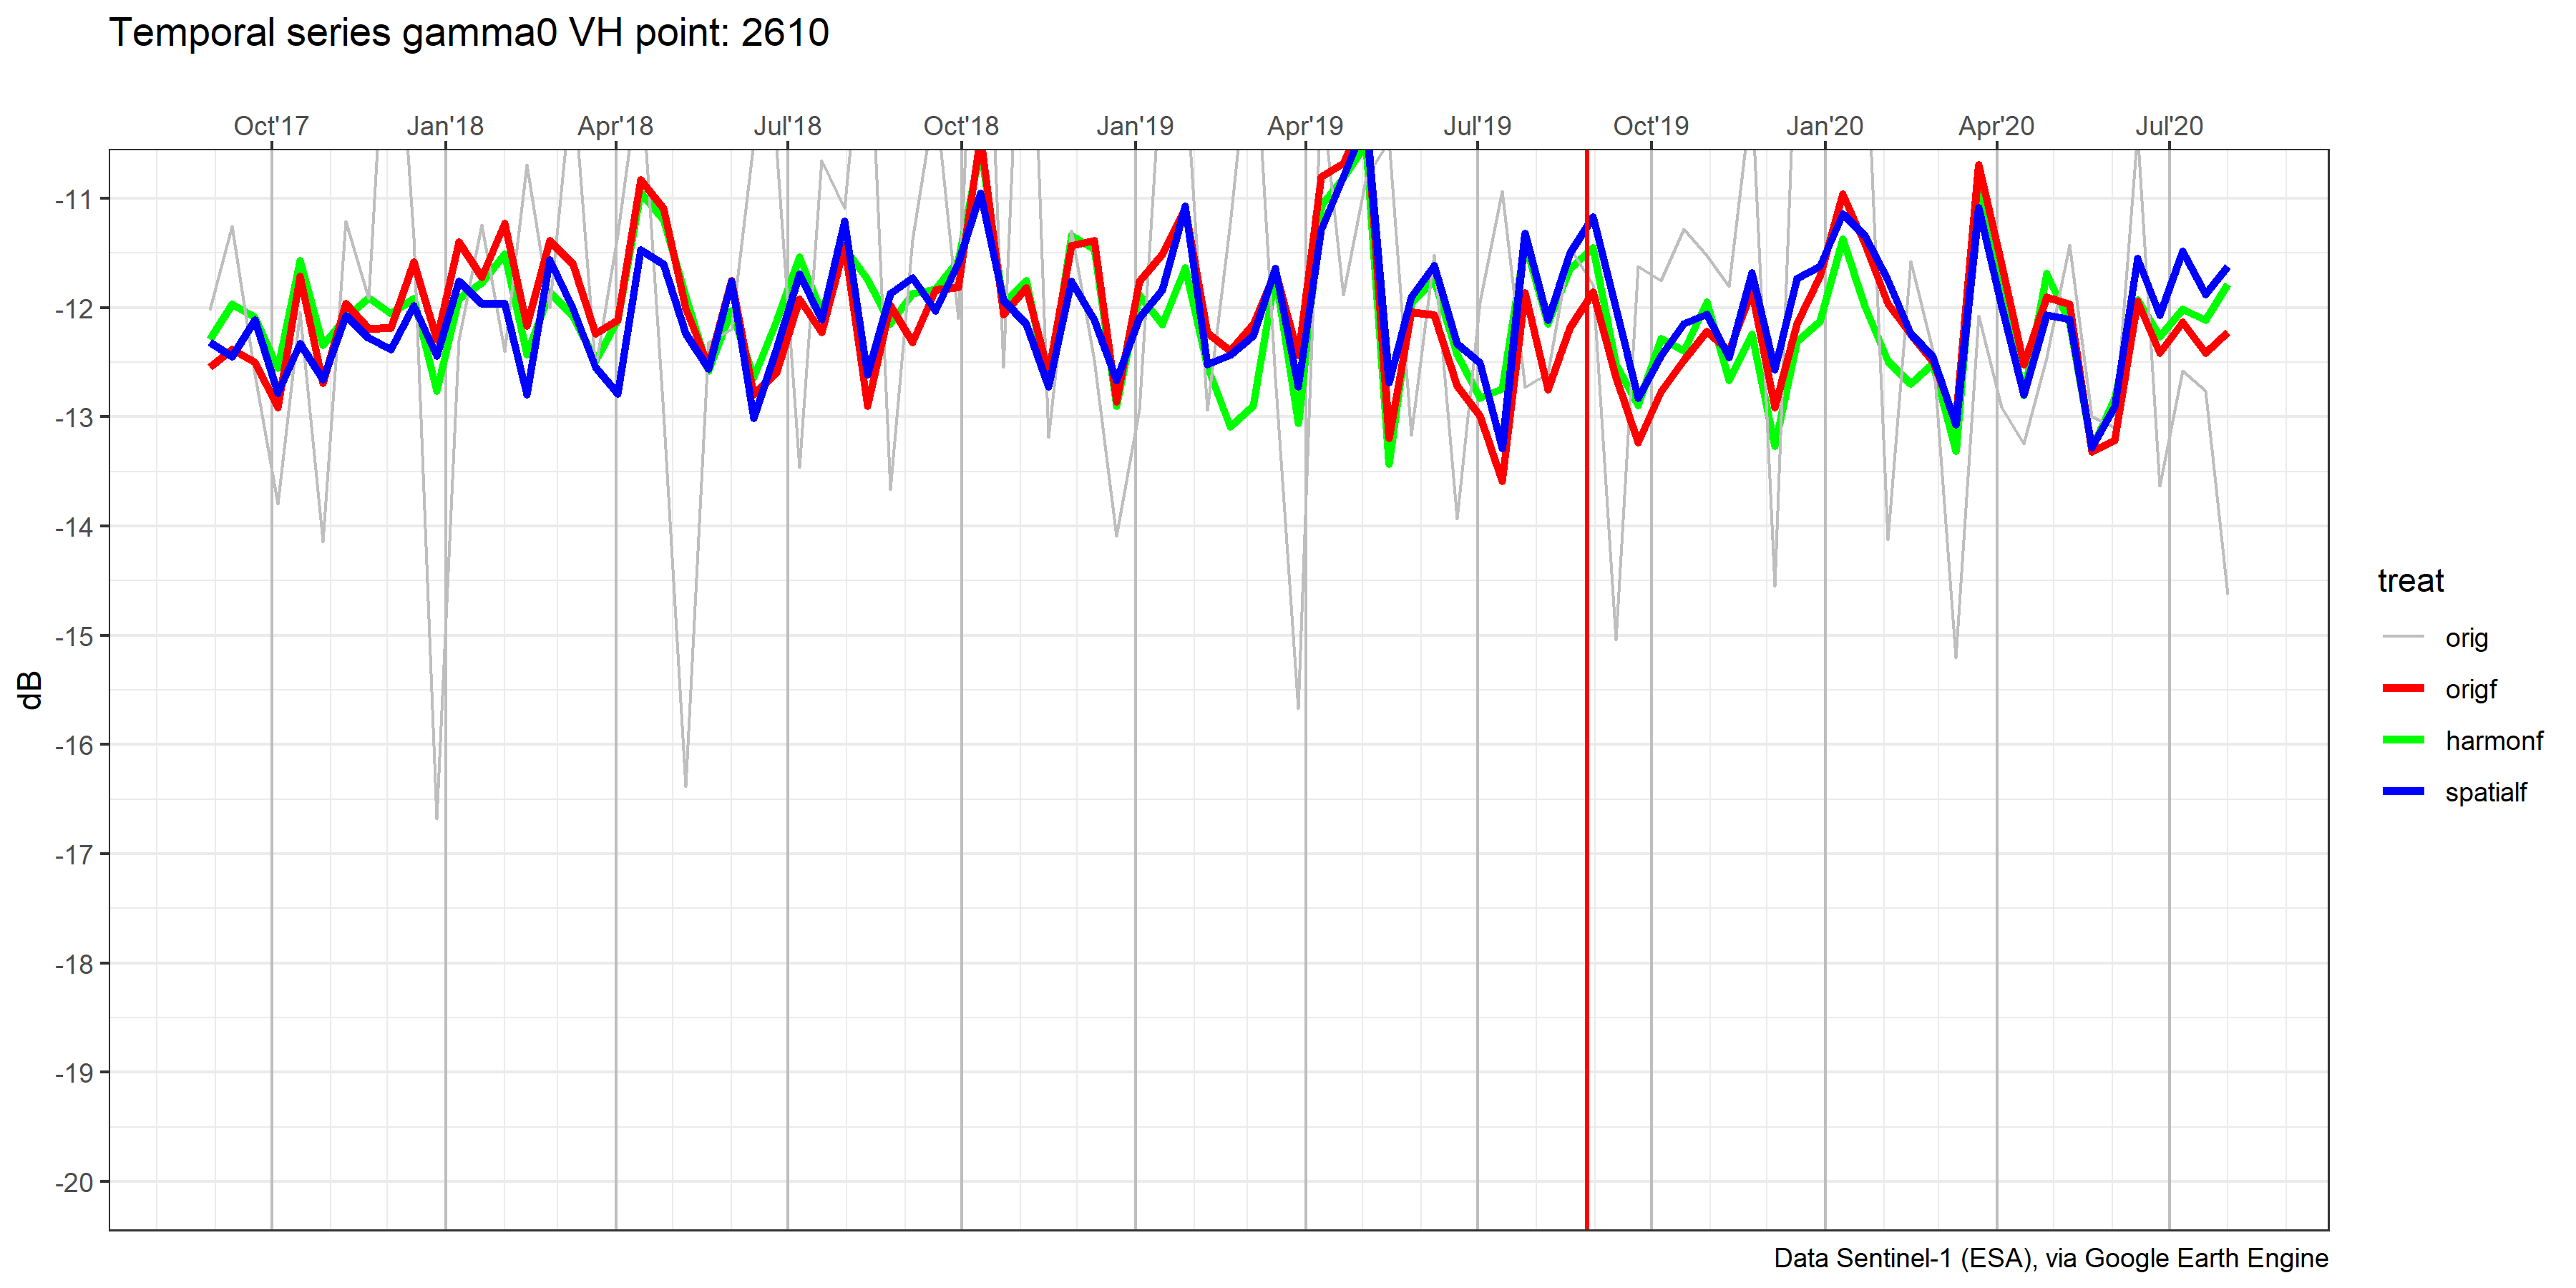 Temporal series gamma0 VH point: 2610
Oct'17 Jan'18 Apr'18 Jul'18 Oct'18 Jan'19 Apr'19 Jul'19 Oct'19 Jan'20 Apr'20 Jul'20
-11
-12
-13
-14
-15
-16
-17
-18
-19
-20
dB
treat
orig
origf
harmonf
spatialf
Data Sentinel-1 (ESA), via Google Earth Engine